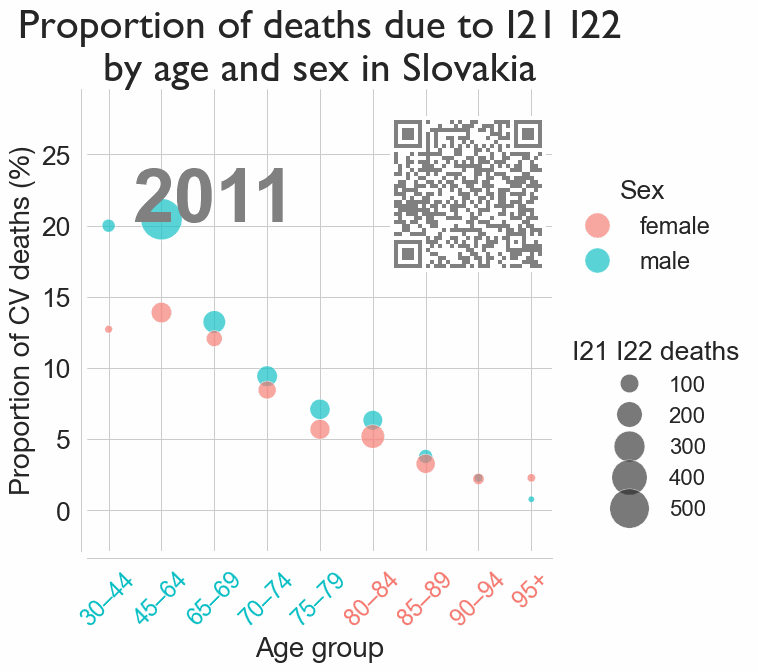 Proportion of deaths due to I21 I22
by age and sex in Slovakia
2011
Proportion of CV deaths (%)
25
20
15
10
5
0
30–44
45–64
65–69
70–74
75–79
80–84
85–89
90–94
95+
Age group
Sex
female
male
I21 I22 deaths
100
200
300
400
500